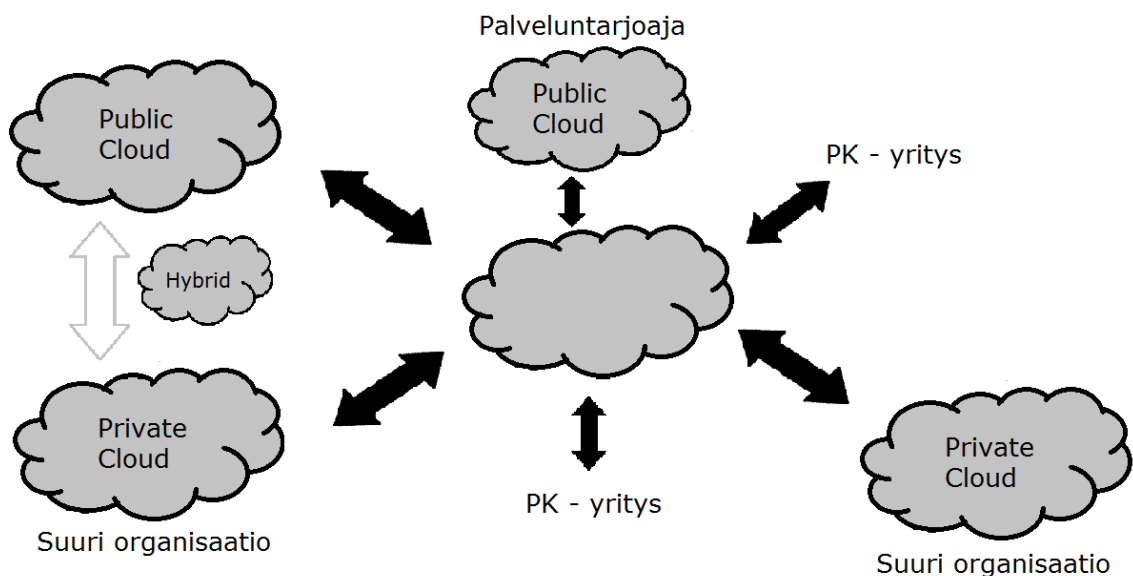 Palveluntarjoaja
Public
Cloud
Public
Cloud
PK - yritys
Hybrid
Private
Cloud
Suuri organisaatio
PK - yritys
Private
Cloud
Suuri organisaatio